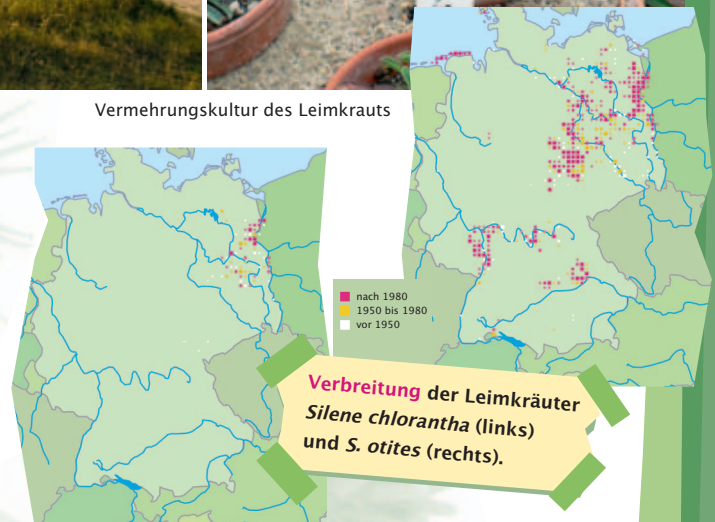 Vermehrungskultur des Leimkrauts
nach 1980
1950 bis 1980
vor 1950
Verbreitung der Leimkräuter
Silene chlorantha (links)
und S. otites (rechts).